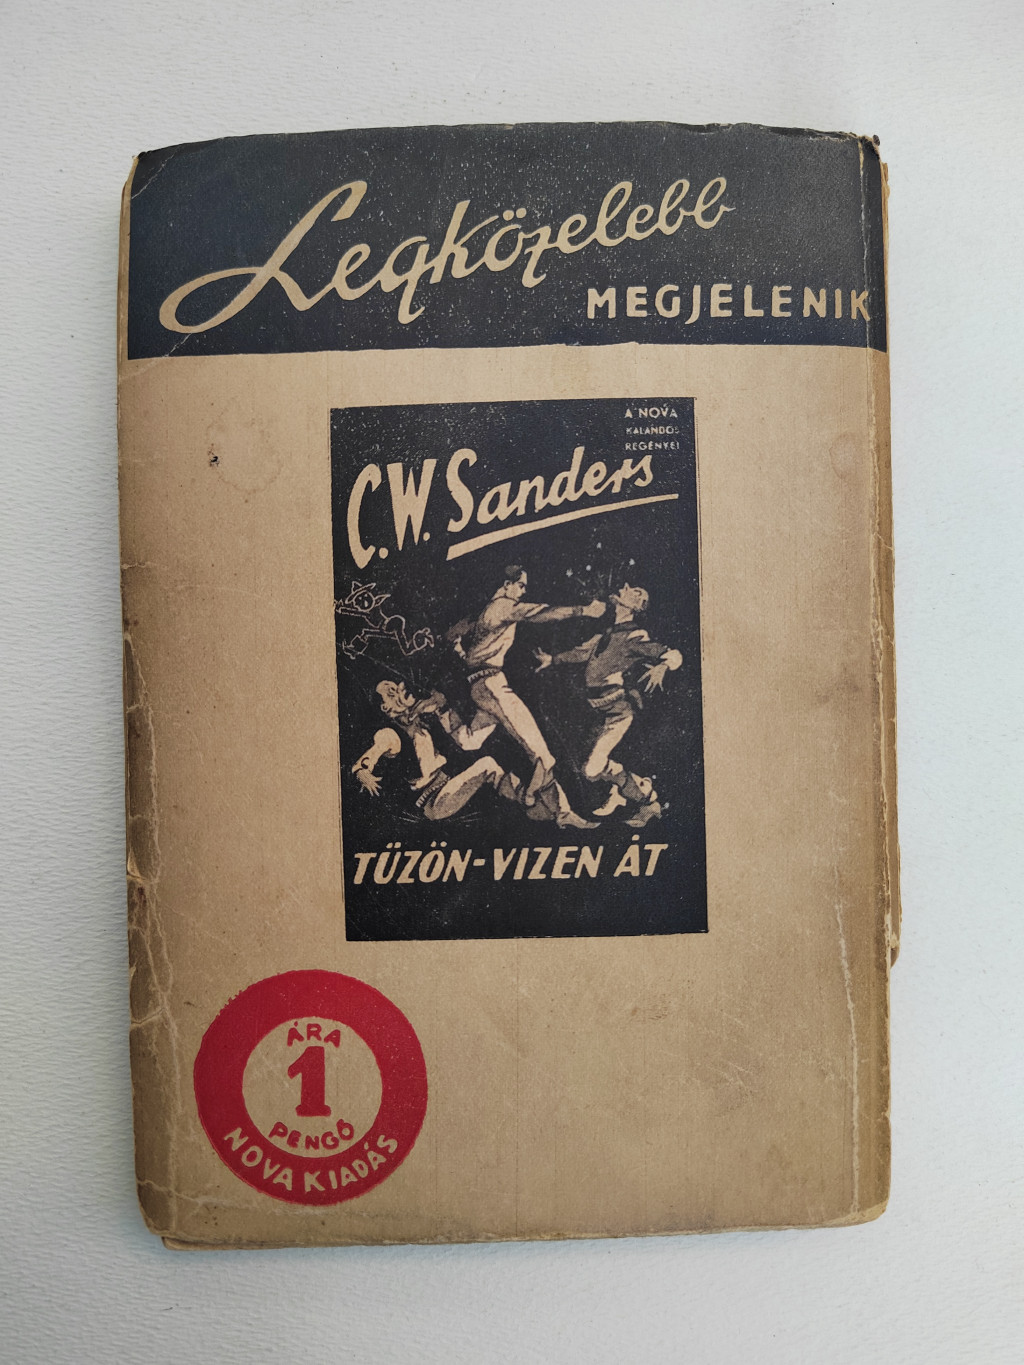 Legközelebb
MEGJELENIK
A NOVA
KALANDOS
REGÉNYEI
C.W. Sanders
TÜZÖN-VIZEN ÁT
ÁRA
1
PENGŐ
NOVA KIADÁS